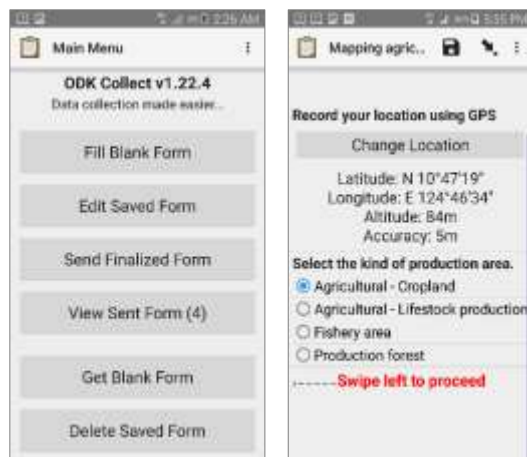 2:26 AM
Main Menu
ODK Collect v1.22.4
Data collection made easier...
Fill Blank Form
Edit Saved Form
Send Finalized Form
View Sent Form (4)
Get Blank Form
Delete Saved Form
5:35 PM
Mapping agric...
Record your location using GPS
Change Location
Latitude: N 10°47'19"
Longitude: E 124°46'34"
Altitude: 84m
Accuracy: 5m
Select the kind of production area.
Agricultural - Cropland
Agricultural - Lifestock production
Fishery area
Production forest
------Swipe left to proceed